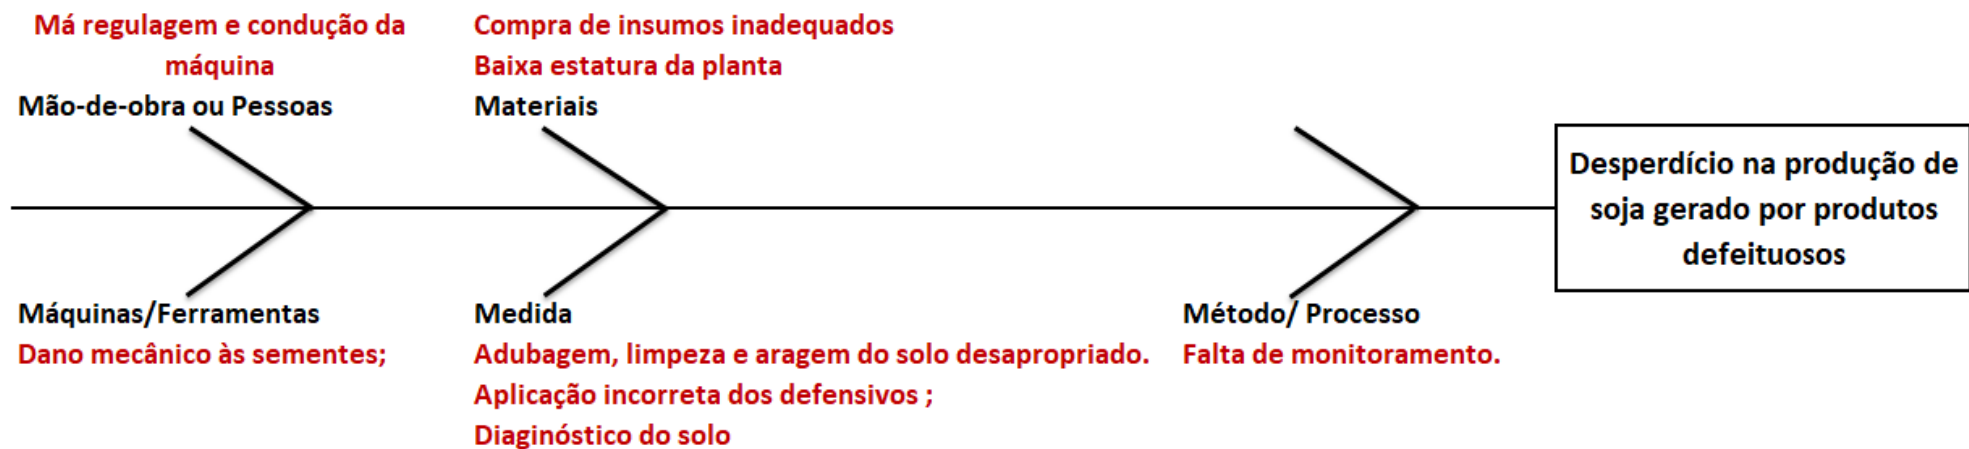 Má regulagem e condução da
máquina
Mão-de-obra ou Pessoas
Compra de insumos inadequados
Baixa estatura da planta
Materiais
Desperdício na produção de
soja gerado por produtos
defeituosos
Máquinas/Ferramentas
Dano mecânico às sementes;
Medida
Adubagem, limpeza e aragem do solo desapropriado.
Aplicação incorreta dos defensivos ;
Diaginóstico do solo
Método/ Processo
Falta de monitoramento.